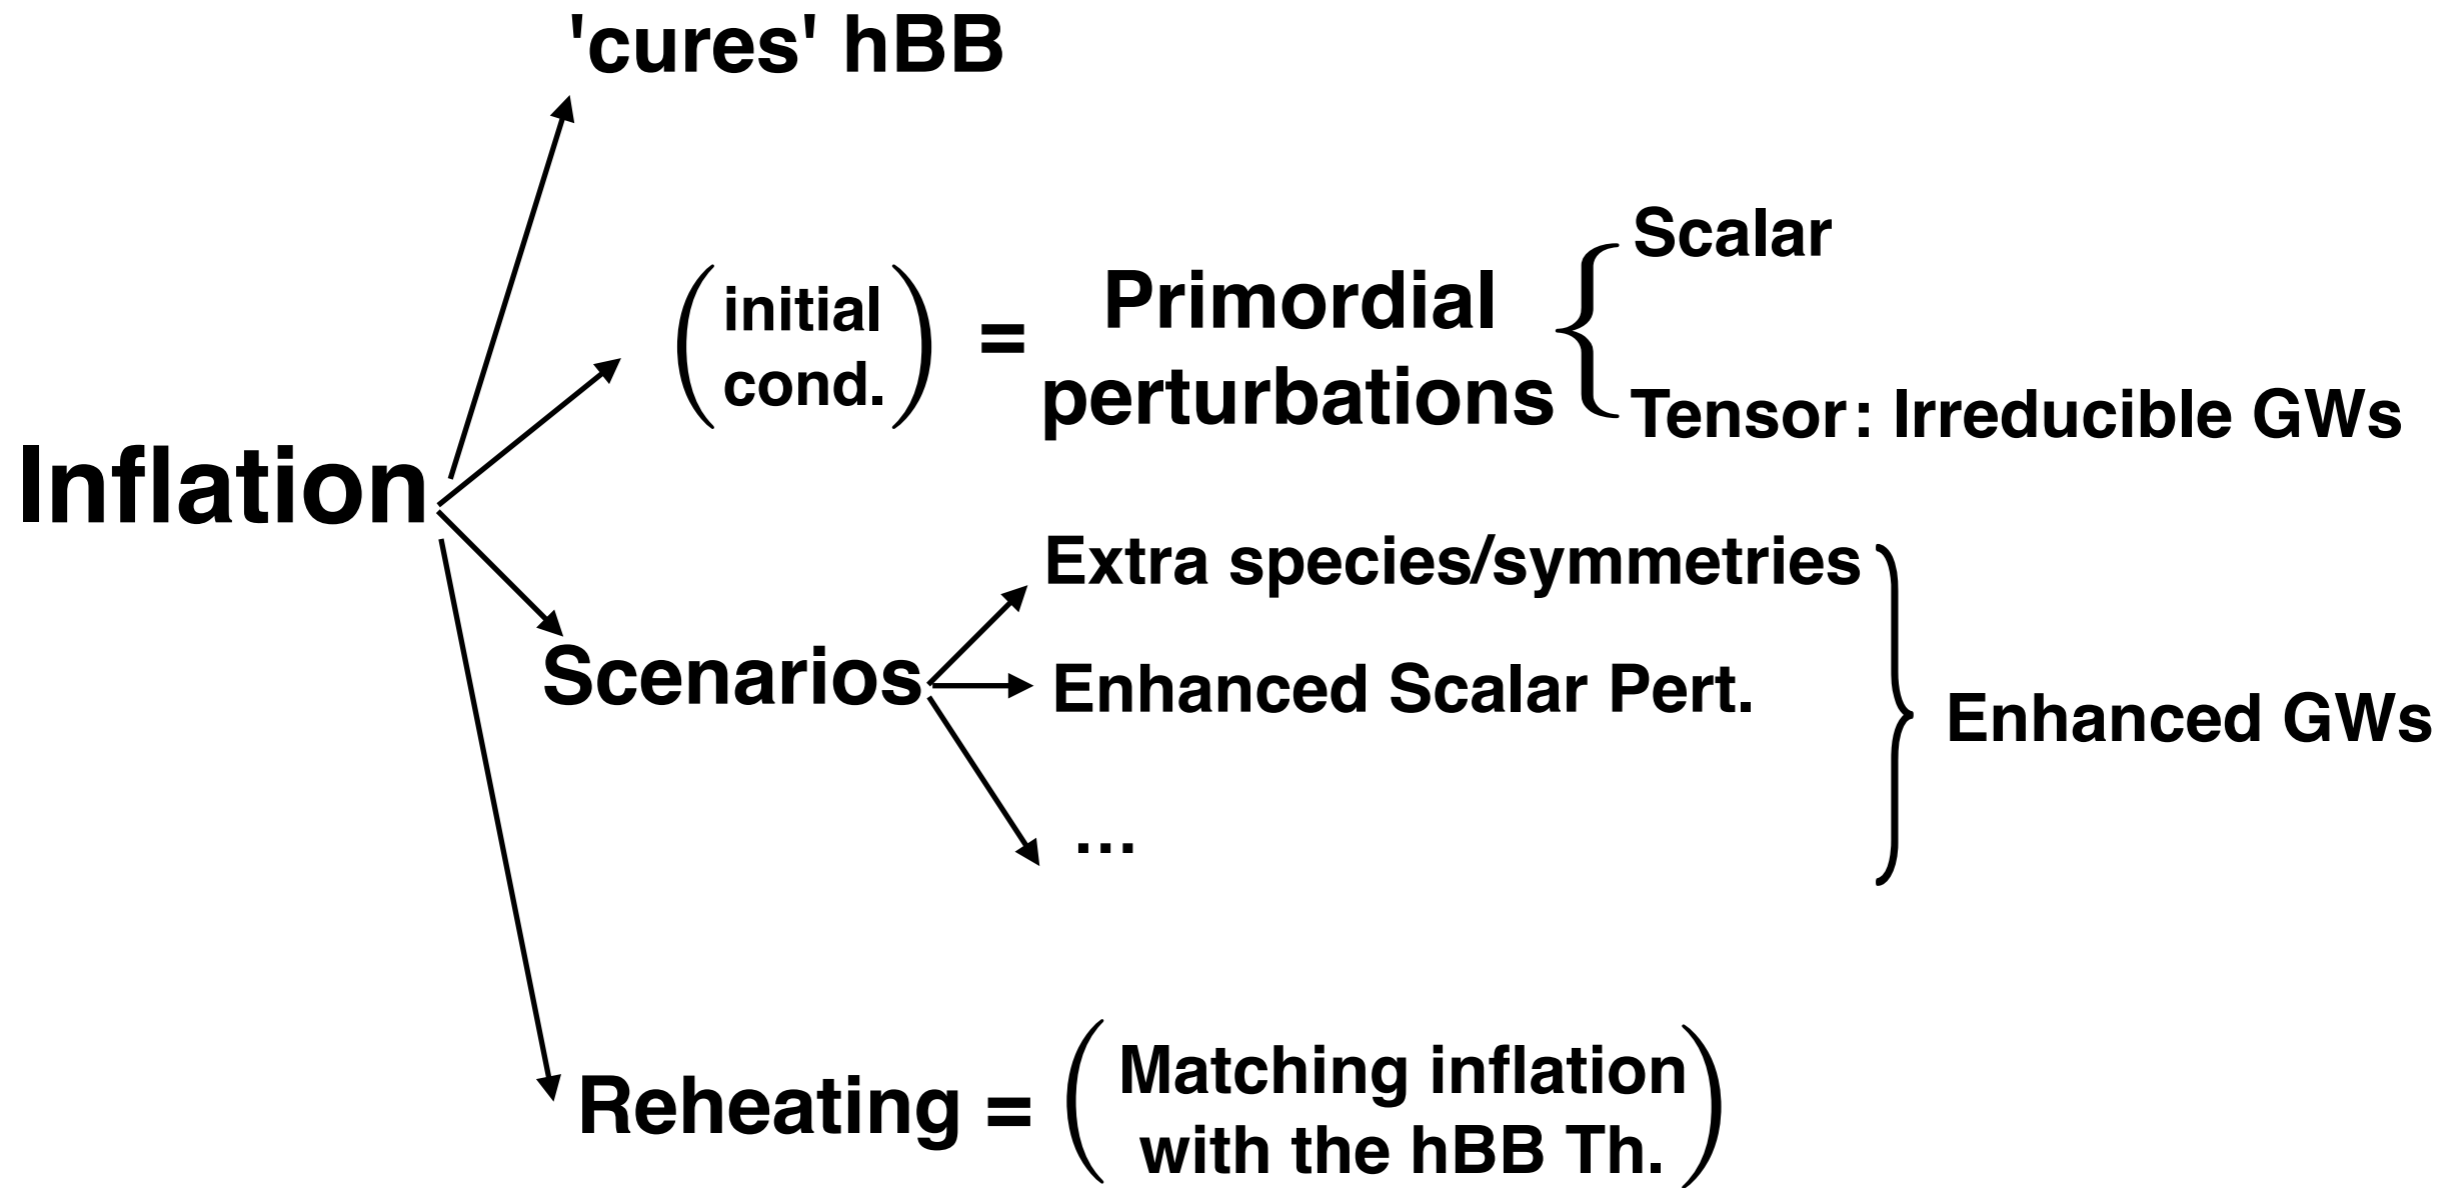 'cures' hBB
Inflation
initial
cond.
=
Primordial
perturbations
Scalar
Tensor: Irreducible GWs
Scenarios
Extra species/symmetries
Enhanced Scalar Pert.
...
Enhanced GWs
Reheating =
Matching inflation
with the hBB Th.